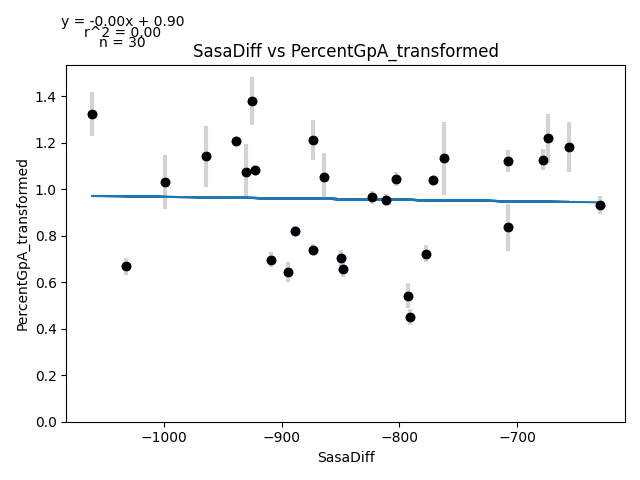 y = -0.00x + 0.90
r^2 = 0.00
n = 30
SasaDiff vs PercentGpA_transformed
PercentGpA_transformed
1.4
1.2
1.0
0.8
0.6
0.4
0.2
0.0
−1000
−900
−800
−700
SasaDiff